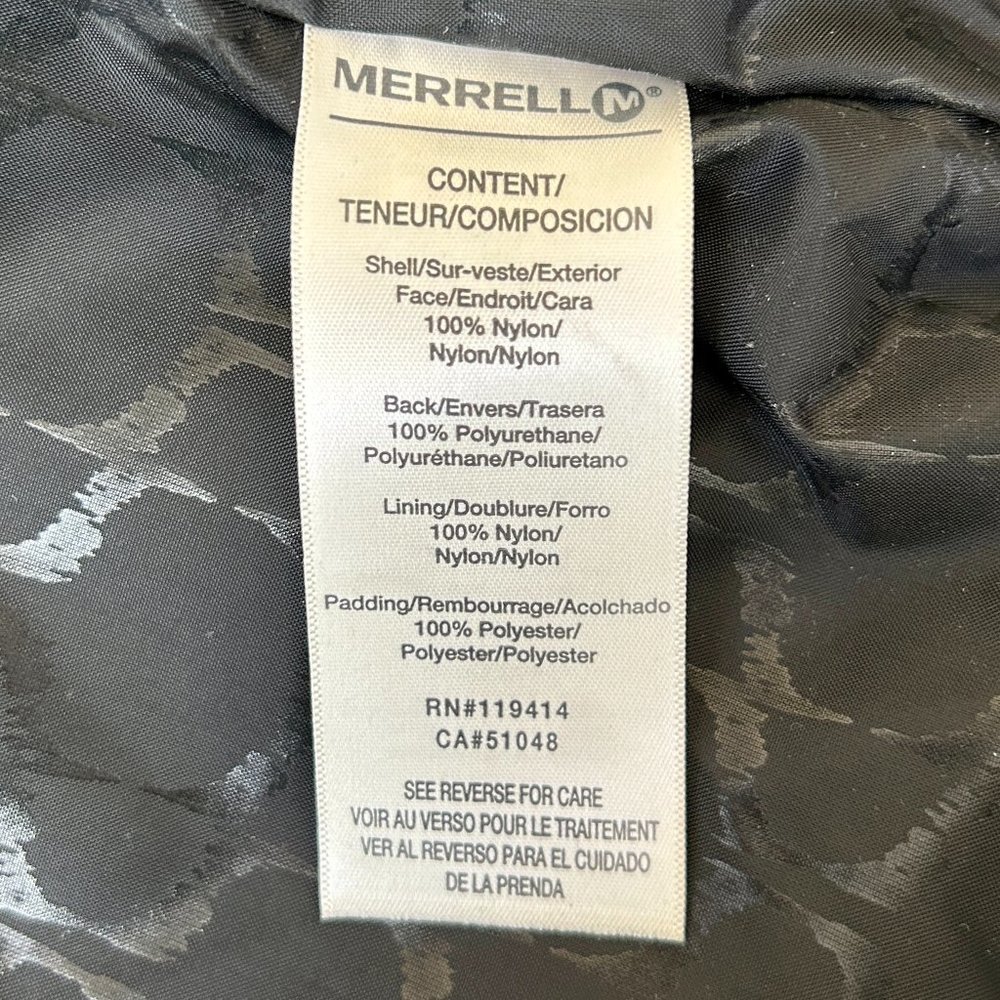 MERRELL M®
CONTENT/
TENEUR/COMPOSICION
Shell/Sur-veste/Exterior
Face/Endroit/Cara
100% Nylon/
Nylon/Nylon
Back/Envers/Trasera
100% Polyurethane/
Polyuréthane/Poliuretano
Lining/Doublure/Forro
100% Nylon/
Nylon/Nylon
Padding/Rembourrage/Acolchado
100% Polyester/
Polyester/Polyester
RN#119414
CA#51048
SEE REVERSE FOR CARE
VOIR AU VERSO POUR LE TRAITEMENT
VER AL REVERSO PARA EL CUIDADO
DE LA PRENDA